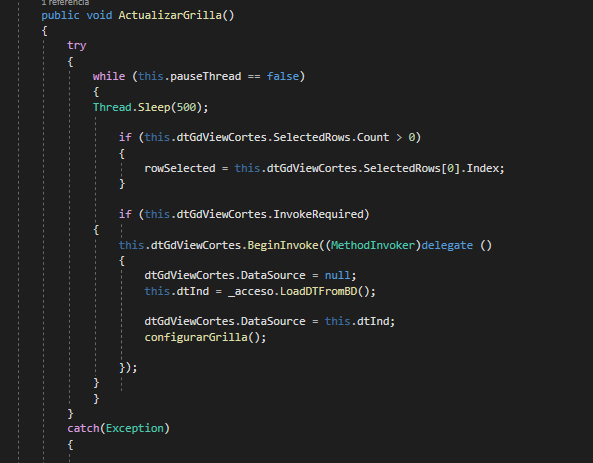 1 referencia
public void ActualizarGrilla()
{
try
{
while (this.pauseThread == false)
{
Thread.Sleep(500);
if (this.dtGdViewCortes.SelectedRows.Count > 0)
{
rowSelected = this.dtGdViewCortes.SelectedRows[0].Index;
}
if (this.dtGdViewCortes.InvokeRequired)
{
this.dtGdViewCortes.BeginInvoke((MethodInvoker)delegate ()
{
dtGdViewCortes.DataSource = null;
this.dtInd = _acceso.LoadDTFromBD();
dtGdViewCortes.DataSource = this.dtInd;
configurarGrilla();
});
}
}
}
catch(Exception)
{